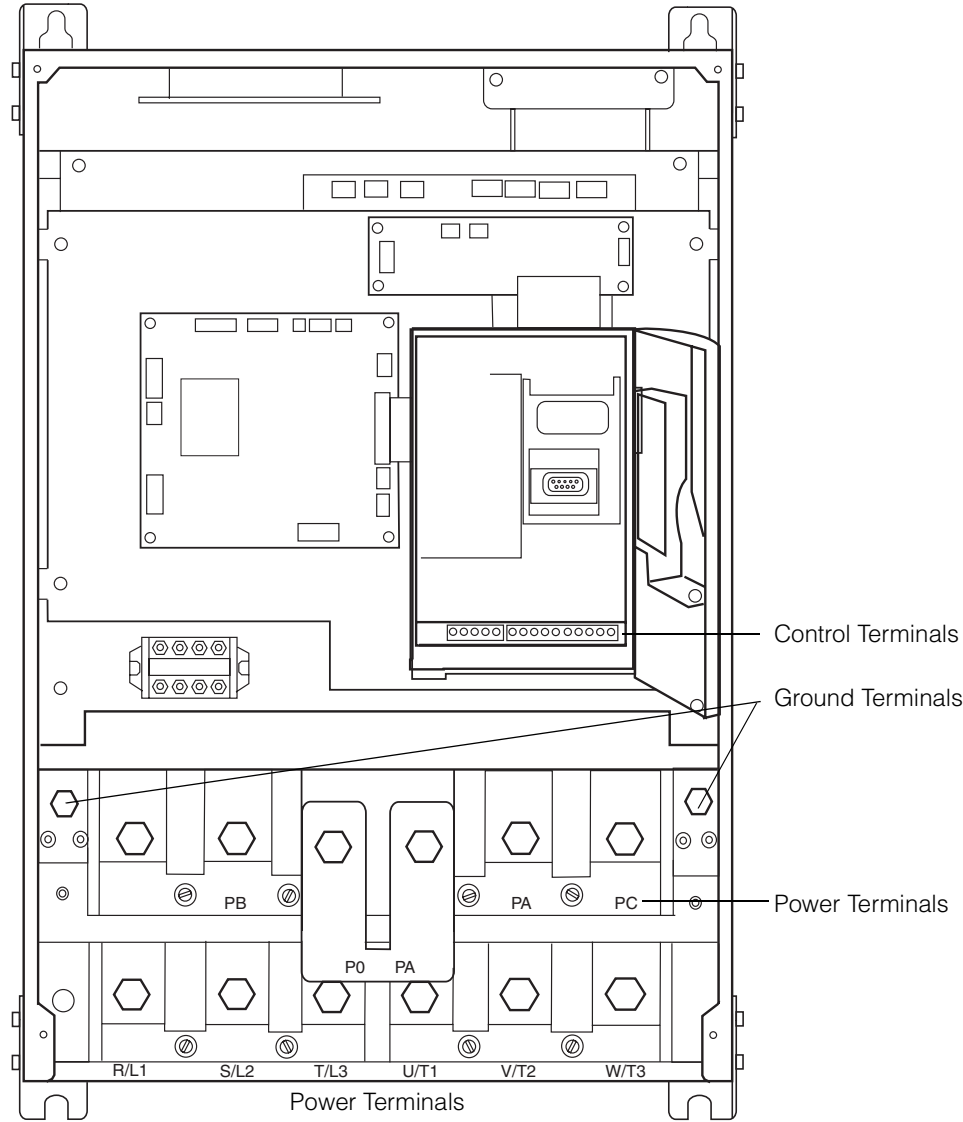 Control Terminals
Ground Terminals
PB PA PC
Power Terminals
P0 PA
R/L1 S/L2 T/L3 U/T1 V/T2 W/T3
Power Terminals